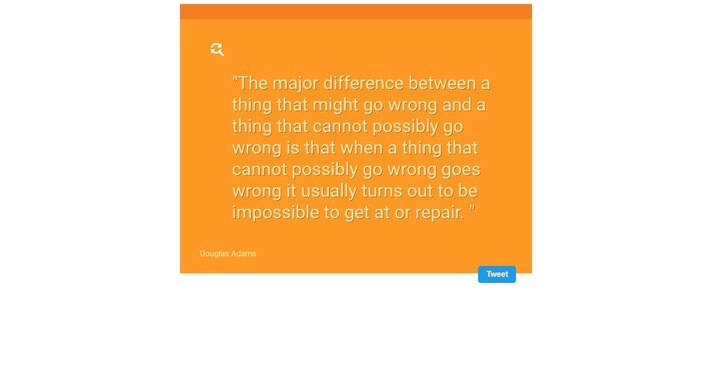 "The major difference between a
thing that might go wrong and a
thing that cannot possibly go
wrong is that when a thing that
cannot possibly go wrong goes
wrong it usually turns out to be
impossible to get at or repair. "
Douglas Adams
Tweet